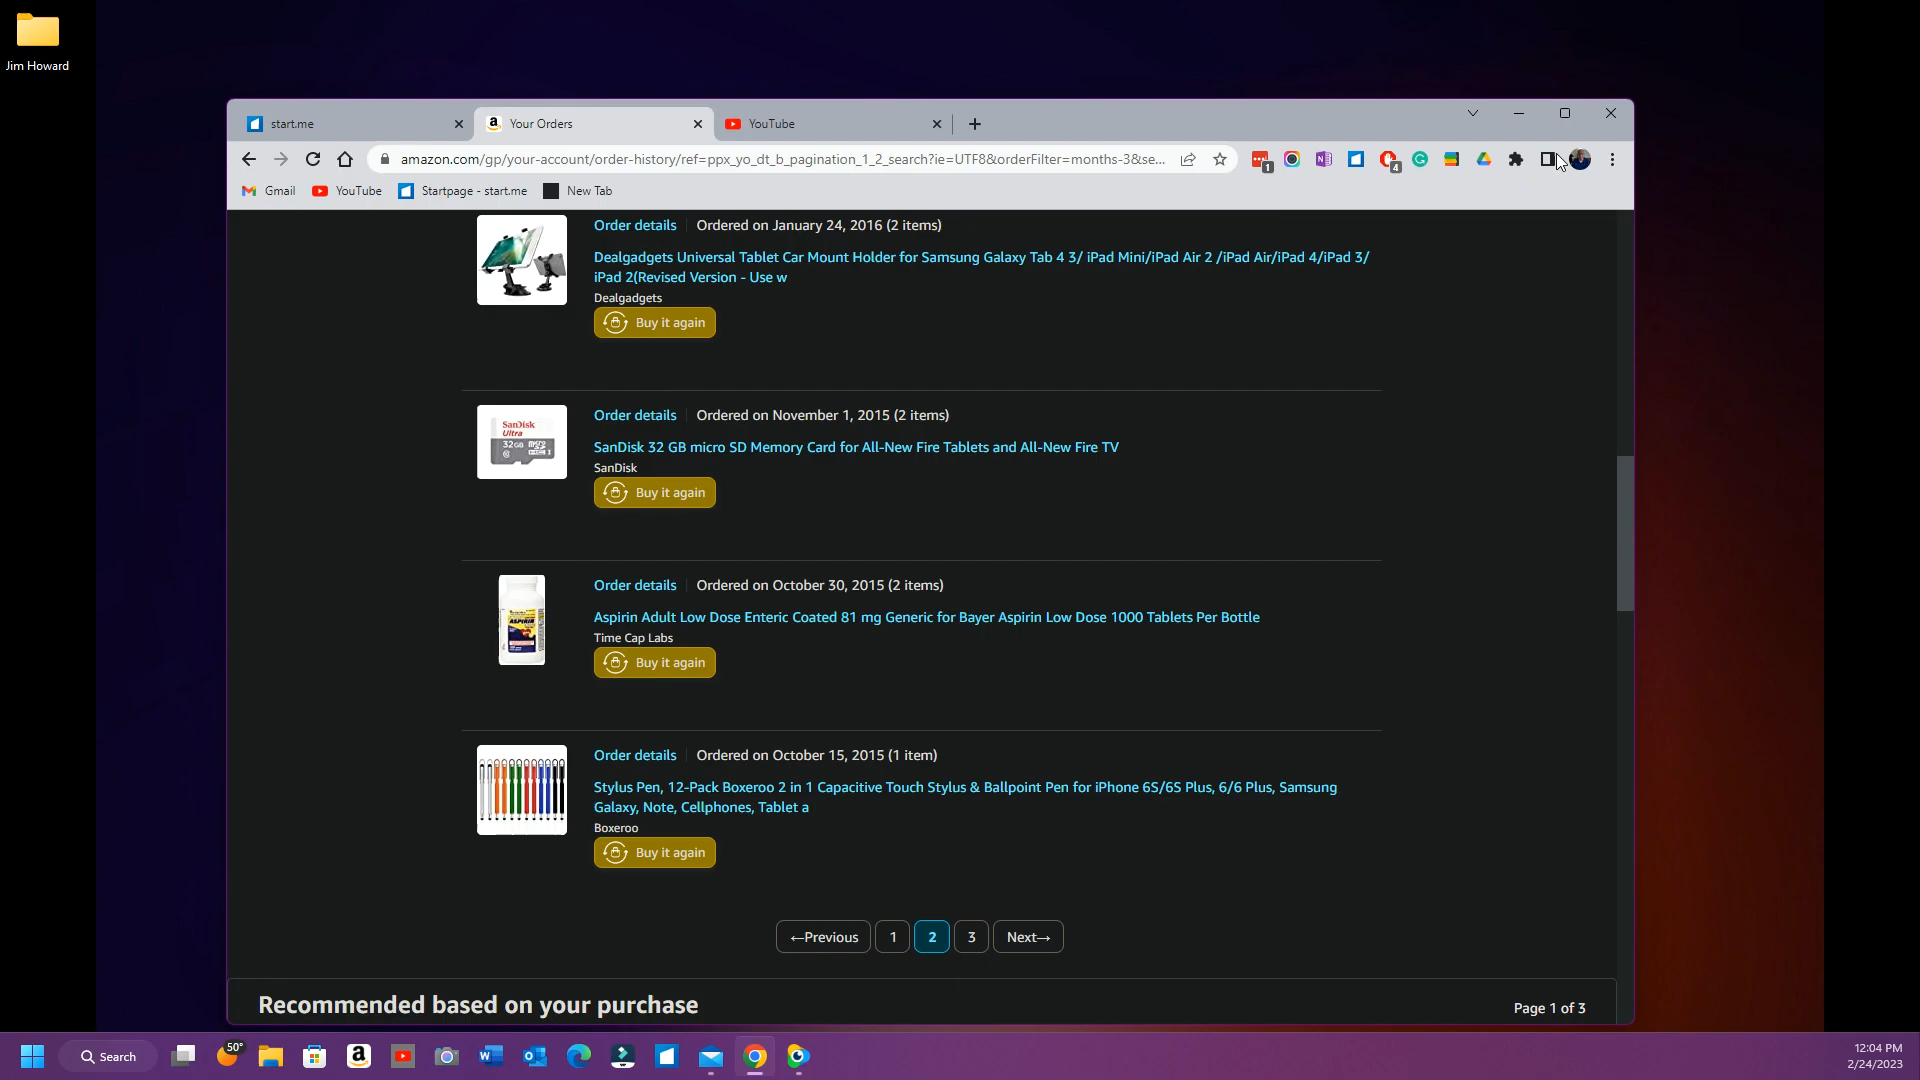 Jim Howard
start.me
Your Orders
YouTube
amazon.com/gp/your-account/order-history/ref=ppx_yo_dt_b_pagination_1_2_search?ie=UTF8&orderFilter=months-3&se...
1
4
Gmail
YouTube
Startpage - start.me
New Tab
Order details
Ordered on January 24, 2016 (2 items)
Dealgadgets Universal Tablet Car Mount Holder for Samsung Galaxy Tab 4 3/ iPad Mini/iPad Air 2 /iPad Air/iPad 4/iPad 3/
iPad 2(Revised Version - Use w
Dealgadgets
Buy it again
Order details
Ordered on November 1, 2015 (2 items)
SanDisk
Ultra
32GB
SanDisk 32 GB micro SD Memory Card for All-New Fire Tablets and All-New Fire TV
SanDisk
Buy it again
Order details
Ordered on October 30, 2015 (2 items)
ASPIRIN
Aspirin Adult Low Dose Enteric Coated 81 mg Generic for Bayer Aspirin Low Dose 1000 Tablets Per Bottle
Time Cap Labs
Buy it again
Order details
Ordered on October 15, 2015 (1 item)
Stylus Pen, 12-Pack Boxeroo 2 in 1 Capacitive Touch Stylus & Ballpoint Pen for iPhone 6S/6S Plus, 6/6 Plus, Samsung
Galaxy, Note, Cellphones, Tablet a
Boxeroo
Buy it again
←Previous 1 2 3 Next→
Recommended based on your purchase
Page 1 of 3
Search
50°
12:04 PM
2/24/2023